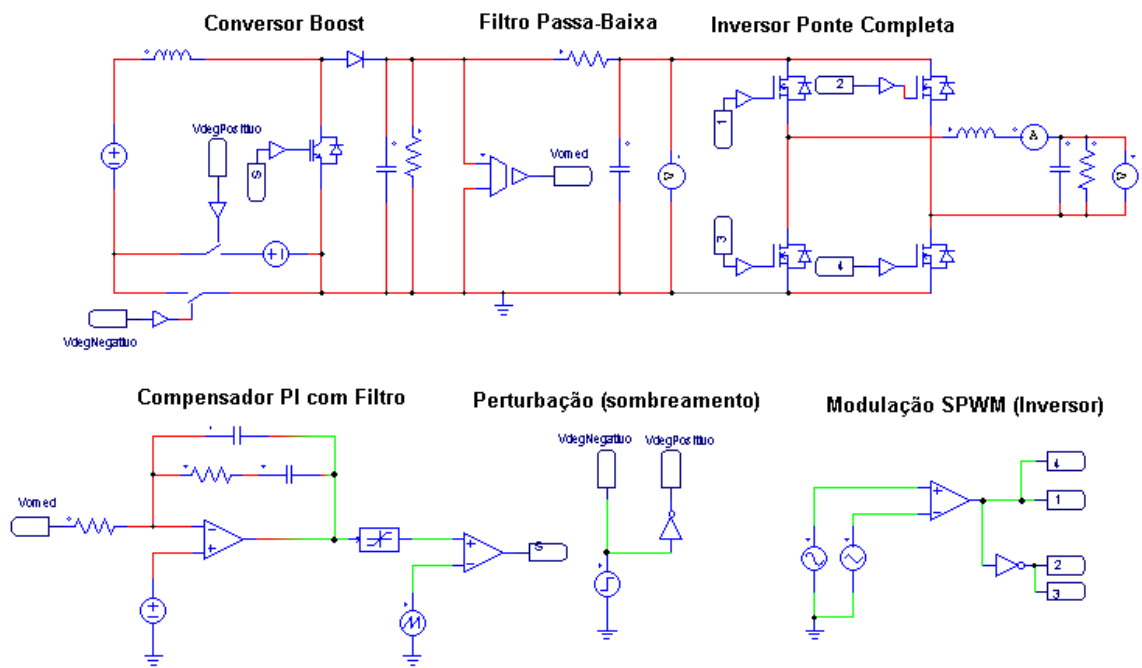 Conversor Boost
Filtro Passa-Baixa
Inversor Ponte Completa
VdegPositivo
S
Vomed
V
1
2
A
V
3
4
VdegNegativo
Compensador PI com Filtro
Perturbação (sombreamento)
Modulação SPWM (Inversor)
VdegNegativo
VdegPositivo
Vomed
S
4
1
2
3